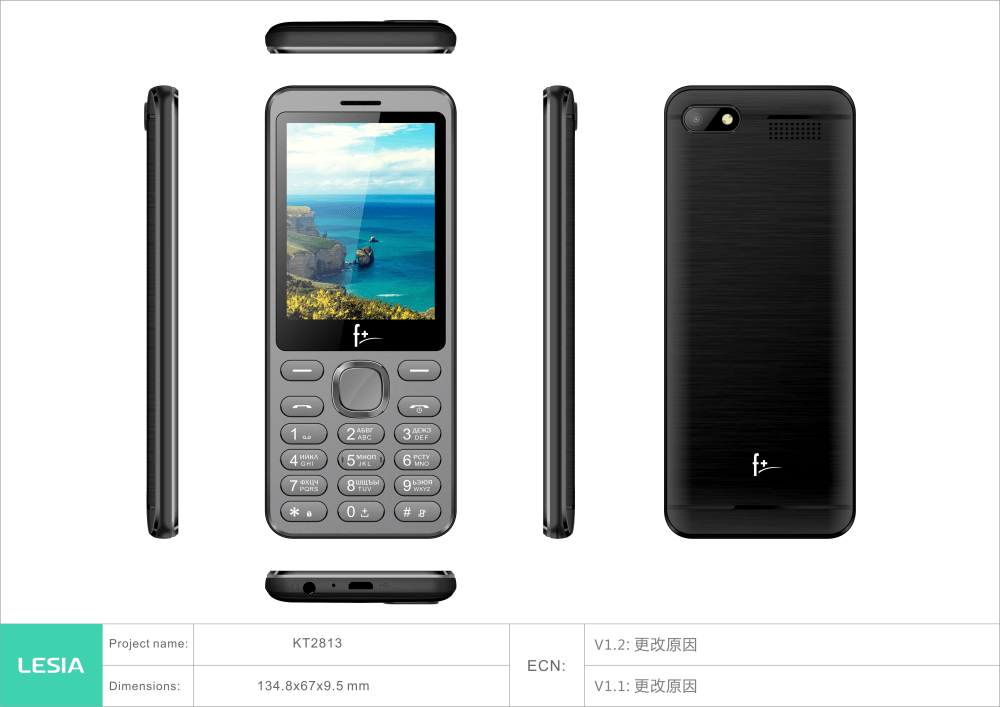 f+
1
2 АБВГ ABC
3 ДЕЖЗ DEF
4 ИЙКЛ GHI
5 МНОП JKL
6 РСТУ MNO
7 ФХЦЧ PQRS
8 ШЩЪЫ TUV
9 ЬЭЮЯ WXYZ
*
0
#
f+
LESIA
Project name: KT2813
Dimensions: 134.8x67x9.5 mm
ECN:
V1.2: 更改原因
V1.1: 更改原因